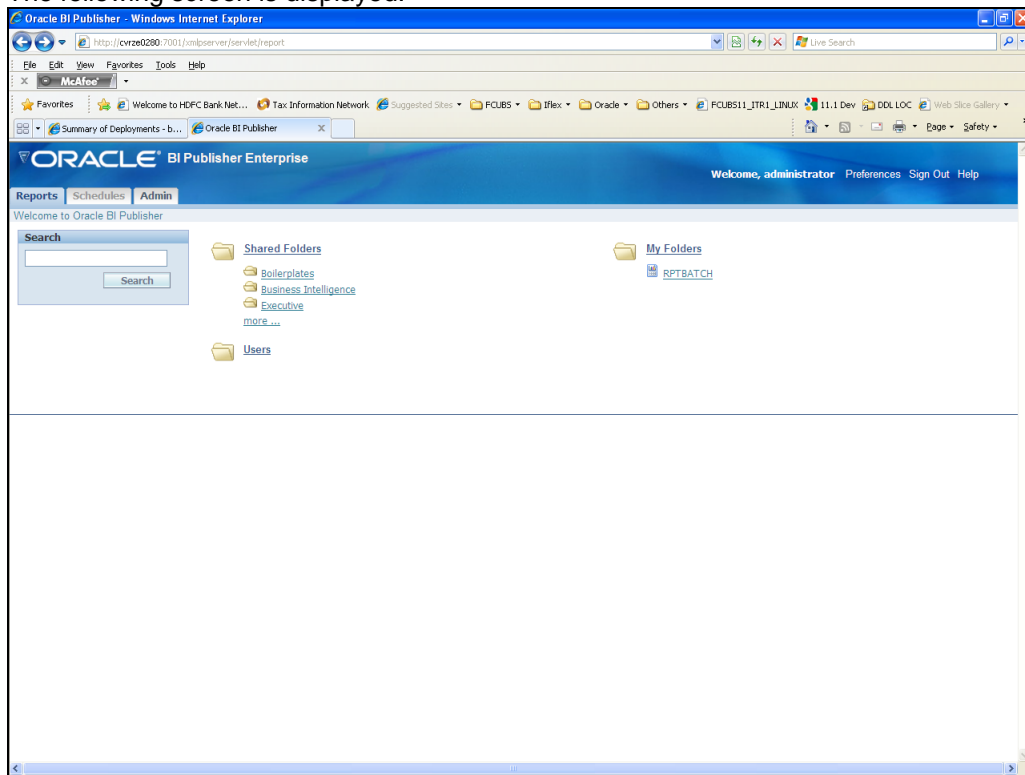 The following screen is displayed:
Oracle BI Publisher - Windows Internet Explorer
http://cvrze0280:7001/xmlpserver/servlet/report
Live Search
File Edit View Favorites Tools Help
x McAfee
Favorites Welcome to HDFC Bank Net... Tax Information Network Suggested Sites FCUBS Iflex Oracle Others FCUBS11_ITR1_LINUX 11.1 Dev DDL LOC Web Slice Gallery
Summary of Deployments - b... Oracle BI Publisher X Page Safety
ORACLE BI Publisher Enterprise
Welcome, administrator Preferences Sign Out Help
Reports Schedules Admin
Welcome to Oracle BI Publisher
Search
Search
Shared Folders
Boilerplates
Business Intelligence
Executive
more ...
Users
My Folders
RPTBATCH